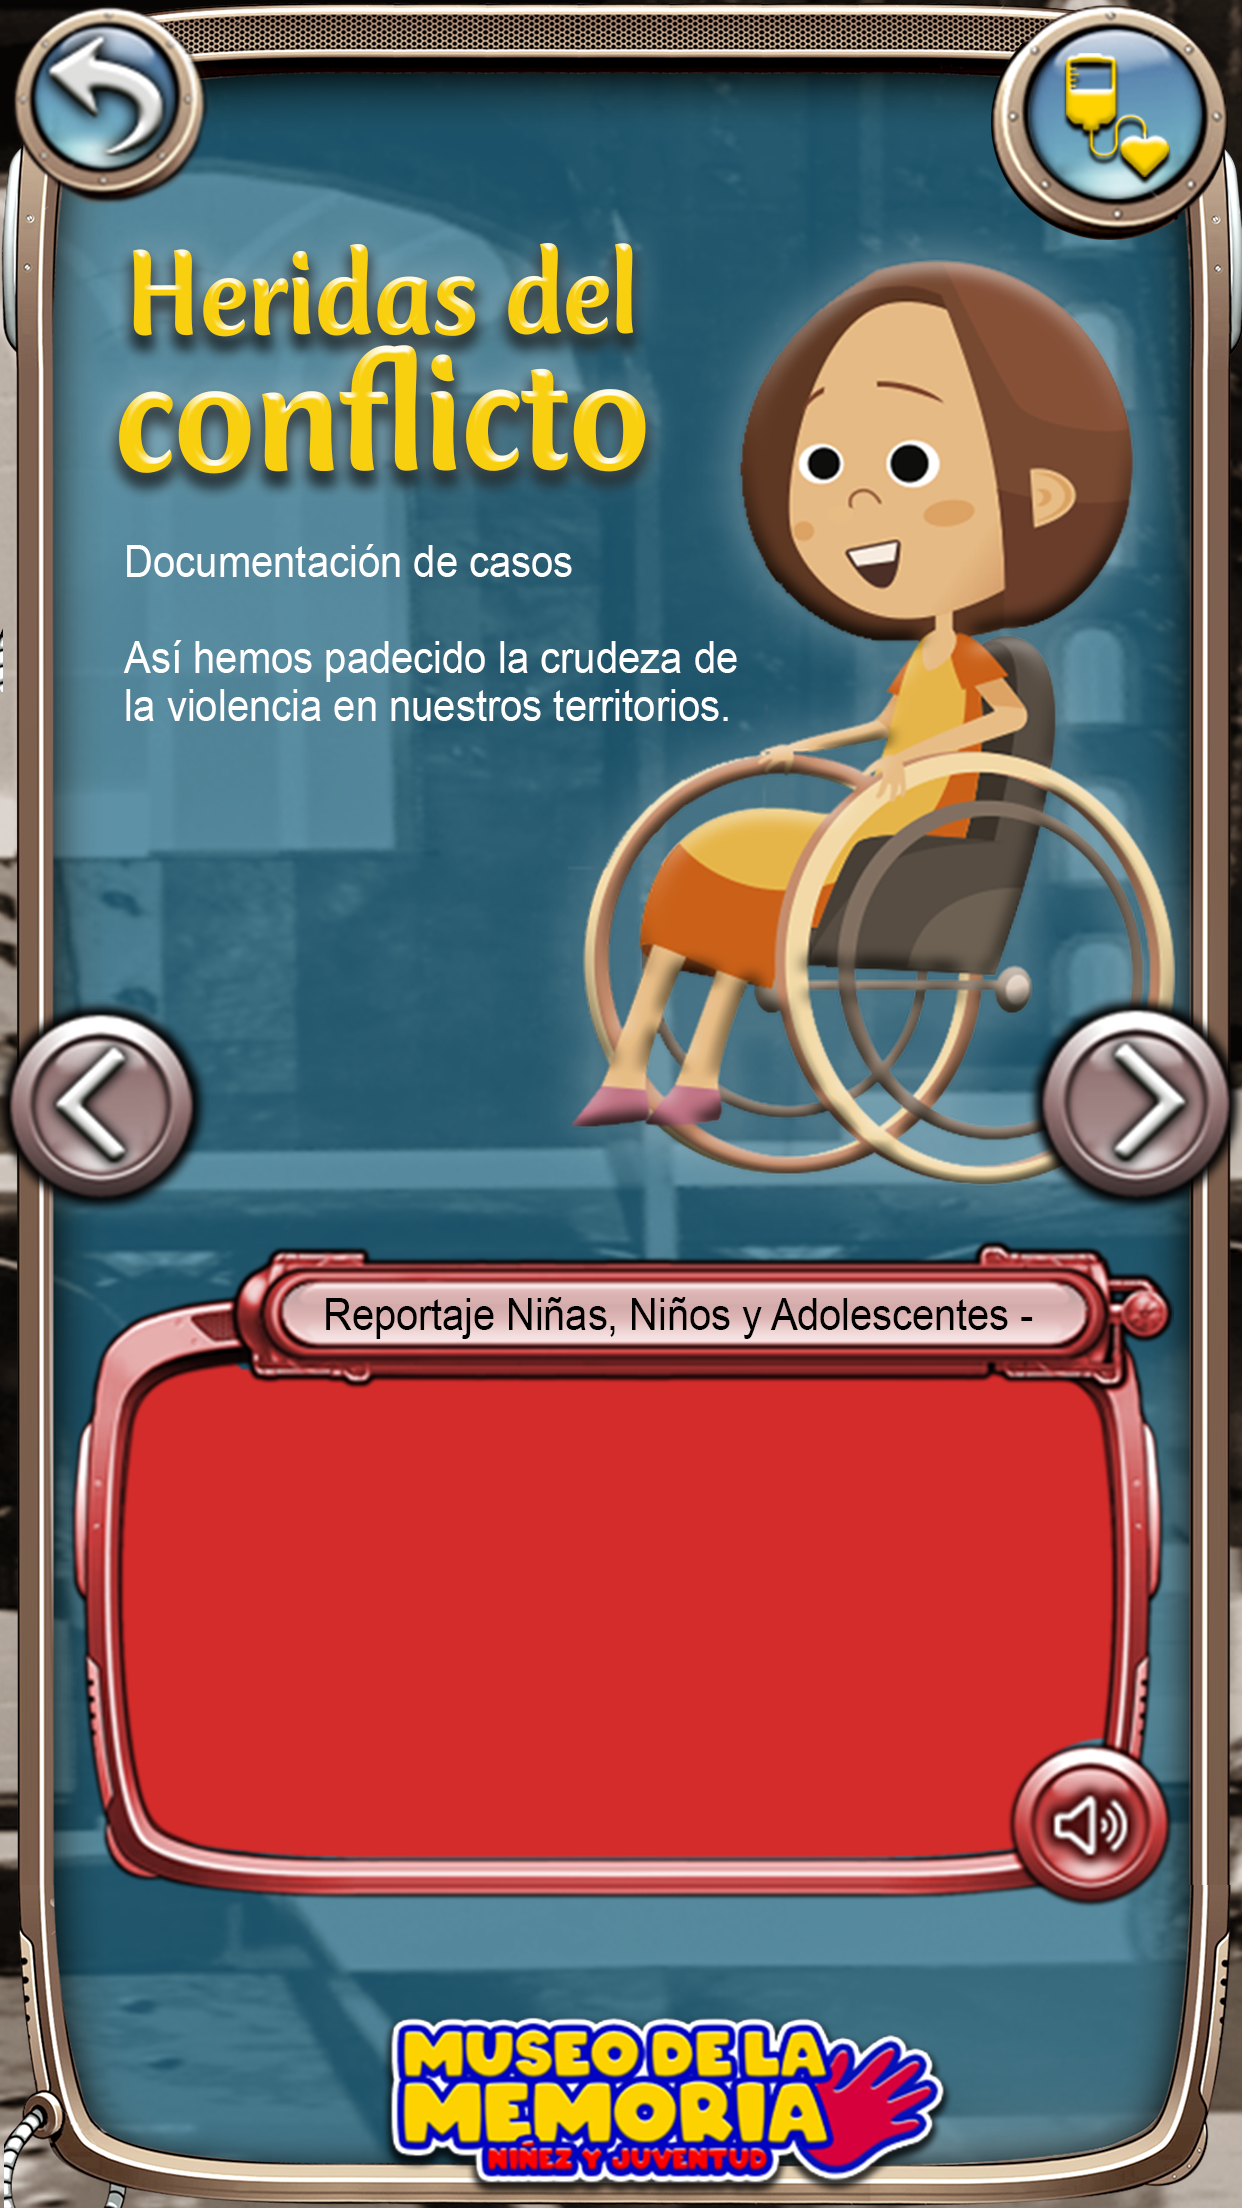 Heridas del
conflicto
Documentación de casos
Así hemos padecido la crudeza de
la violencia en nuestros territorios.
Reportaje Niñas, Niños y Adolescentes -
MUSEO DE LA
MEMORIA
NIÑEZ Y JUVENTUD